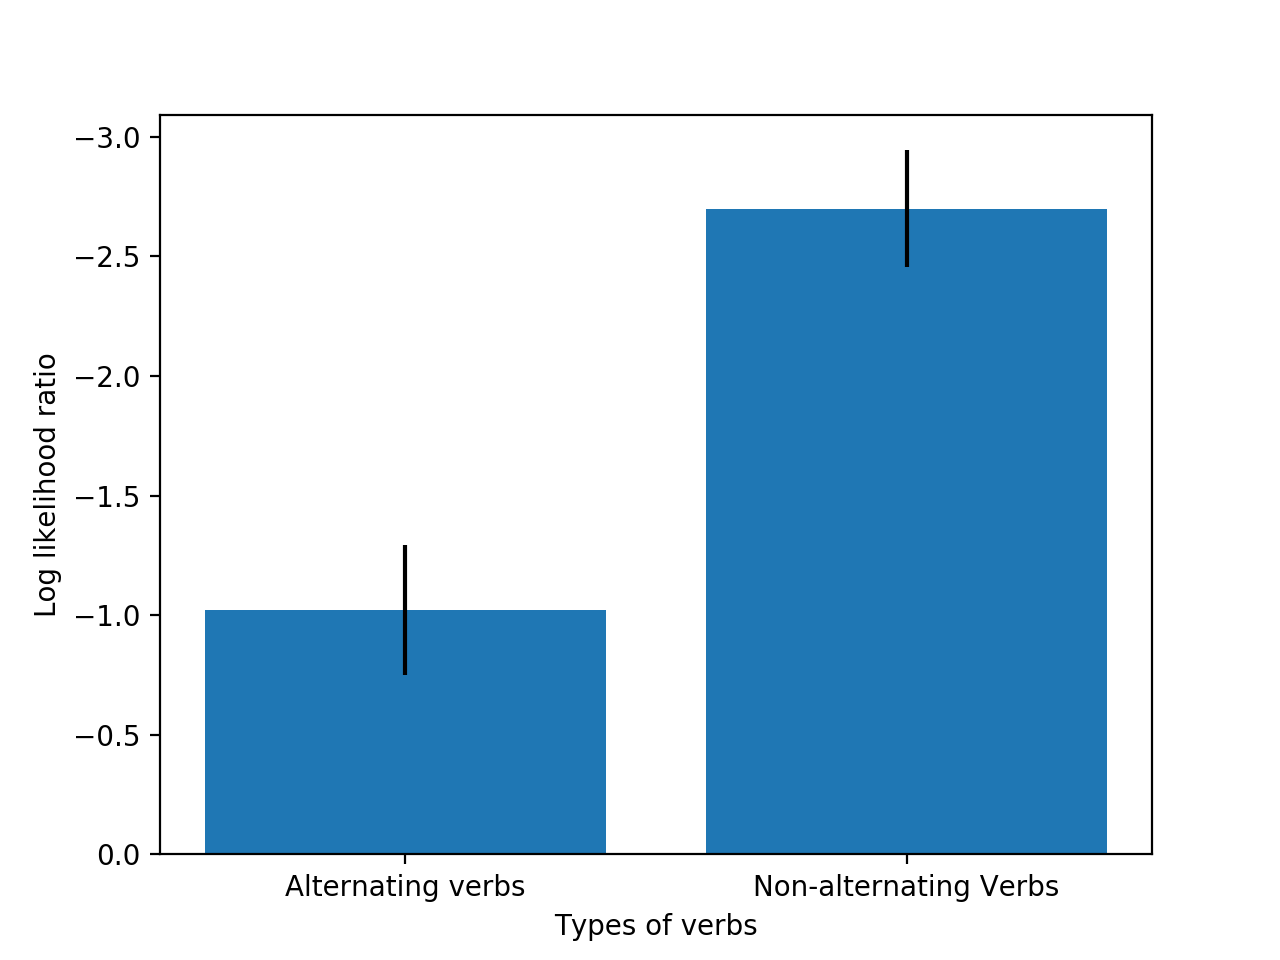 −3.0
−2.5
−2.0
−1.5
−1.0
−0.5
0.0
Log likelihood ratio
Alternating verbs
Non-alternating Verbs
Types of verbs